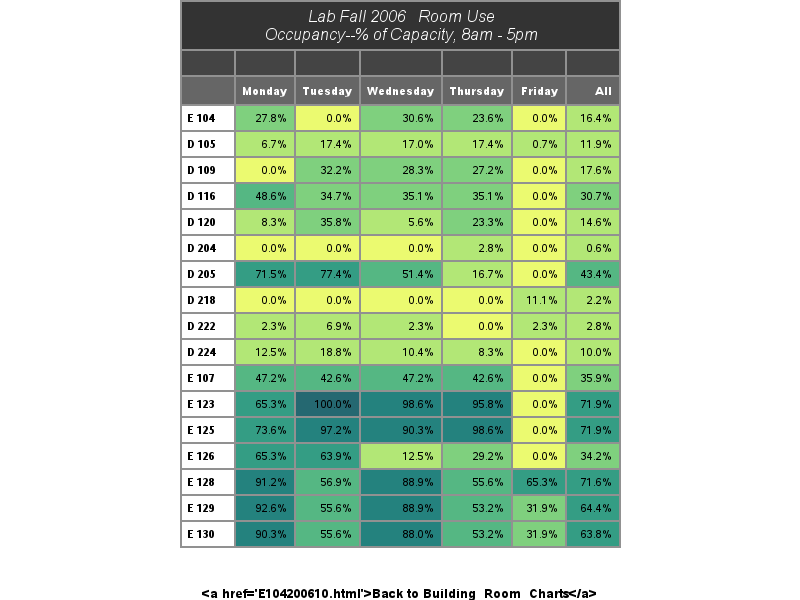 Lab Fall 2006 Room Use
Occupancy--% of Capacity, 8am - 5pm
Monday Tuesday Wednesday Thursday Friday All
E 104 27.8% 0.0% 30.6% 23.6% 0.0% 16.4%
D 105 6.7% 17.4% 17.0% 17.4% 0.7% 11.9%
D 109 0.0% 32.2% 28.3% 27.2% 0.0% 17.6%
D 116 48.6% 34.7% 35.1% 35.1% 0.0% 30.7%
D 120 8.3% 35.8% 5.6% 23.3% 0.0% 14.6%
D 204 0.0% 0.0% 0.0% 2.8% 0.0% 0.6%
D 205 71.5% 77.4% 51.4% 16.7% 0.0% 43.4%
D 218 0.0% 0.0% 0.0% 0.0% 11.1% 2.2%
D 222 2.3% 6.9% 2.3% 0.0% 2.3% 2.8%
D 224 12.5% 18.8% 10.4% 8.3% 0.0% 10.0%
E 107 47.2% 42.6% 47.2% 42.6% 0.0% 35.9%
E 123 65.3% 100.0% 98.6% 95.8% 0.0% 71.9%
E 125 73.6% 97.2% 90.3% 98.6% 0.0% 71.9%
E 126 65.3% 63.9% 12.5% 29.2% 0.0% 34.2%
E 128 91.2% 56.9% 88.9% 55.6% 65.3% 71.6%
E 129 92.6% 55.6% 88.9% 53.2% 31.9% 64.4%
E 130 90.3% 55.6% 88.0% 53.2% 31.9% 63.8%
<a href='E104200610.html'>Back to Building_Room_Charts</a>